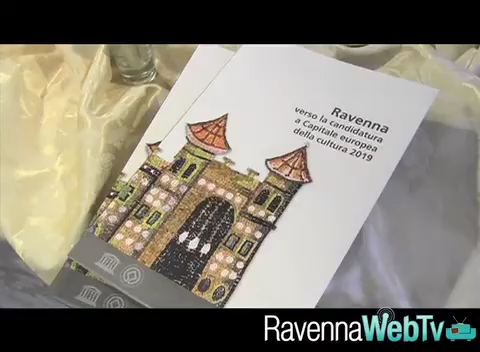 Ravenna
verso la candidatura
a Capitale europea
della cultura 2019
RavennaWebTv